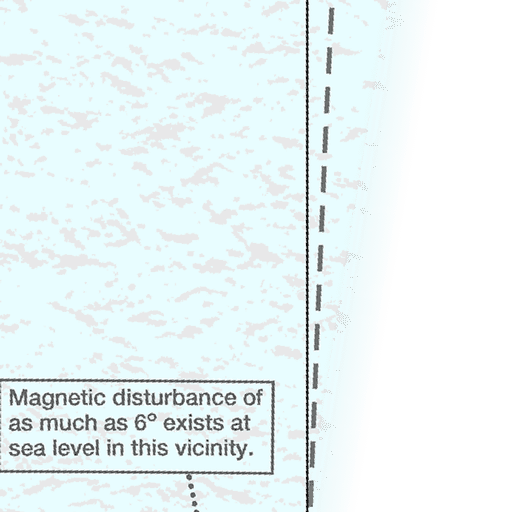 Magnetic disturbance of
as much as 6° exists at
sea level in this vicinity.